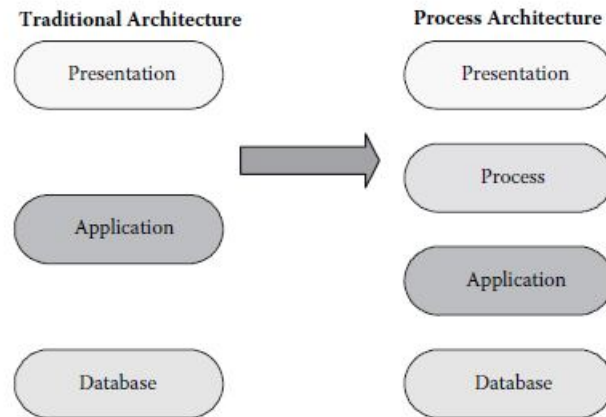 Traditional Architecture
Presentation
Application
Database
Process Architecture
Presentation
Process
Application
Database